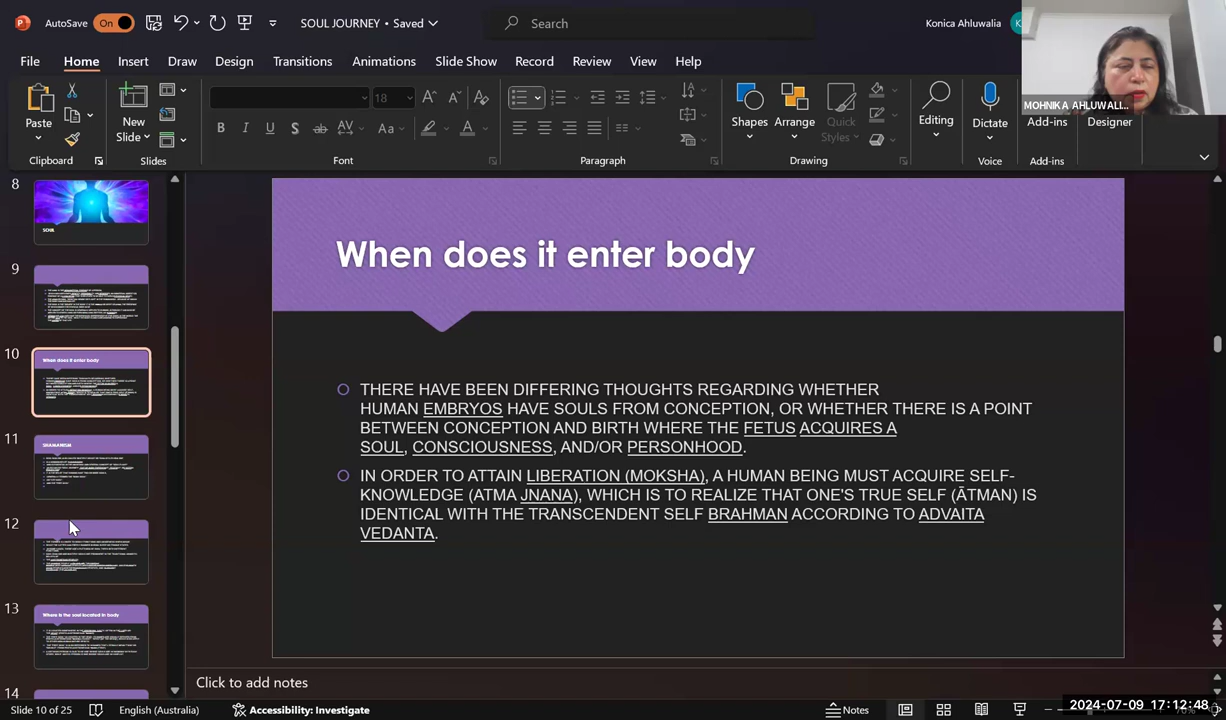 AutoSave On SOUL JOURNEY • Saved Search Konica Ahluwalia
File Home Insert Draw Design Transitions Animations Slide Show Record Review View Help
MOHNIKA AHLUWALI...
18
Paste New Slide Shapes Arrange Quick Styles Editing Dictate Add-ins Designer
Clipboard Slides Font Paragraph Drawing Voice Add-ins
8
SOUL
9
10
When does it enter body
11
SHAMANISM
12
13
Where is the soul located in body
14
When does it enter body
THERE HAVE BEEN DIFFERING THOUGHTS REGARDING WHETHER
HUMAN EMBRYOS HAVE SOULS FROM CONCEPTION, OR WHETHER THERE IS A POINT
BETWEEN CONCEPTION AND BIRTH WHERE THE FETUS ACQUIRES A
SOUL, CONSCIOUSNESS, AND/OR PERSONHOOD.
IN ORDER TO ATTAIN LIBERATION (MOKSHA), A HUMAN BEING MUST ACQUIRE SELF-
KNOWLEDGE (ATMA JNANA), WHICH IS TO REALIZE THAT ONE'S TRUE SELF (ĀTMAN) IS
IDENTICAL WITH THE TRANSCENDENT SELF BRAHMAN ACCORDING TO ADVAITA
VEDANTA.
Click to add notes
Slide 10 of 25 English (Australia) Accessibility: Investigate Notes
2024-07-09 17:12:48